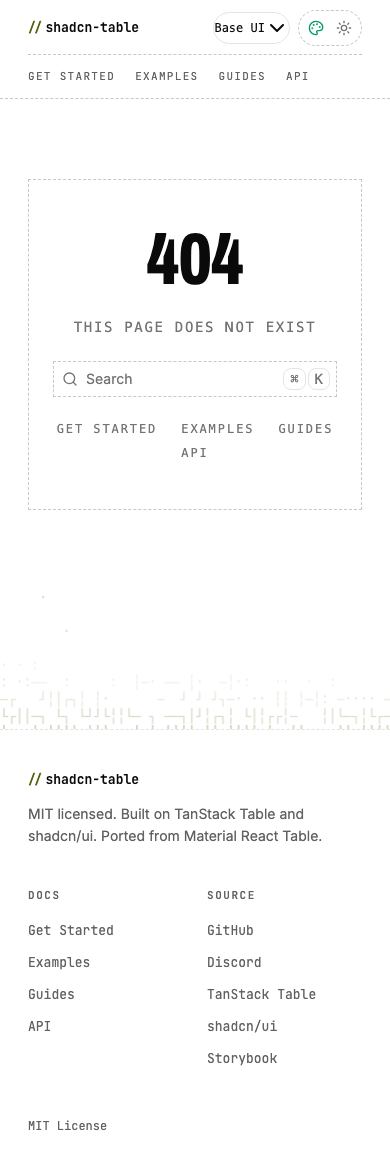 // shadcn-table
Base UI
GET STARTED EXAMPLES GUIDES API
404
THIS PAGE DOES NOT EXIST
Search ⌘ K
GET STARTED EXAMPLES GUIDES
API
// shadcn-table
MIT licensed. Built on TanStack Table and
shadcn/ui. Ported from Material React Table.
DOCS
Get Started
Examples
Guides
API
SOURCE
GitHub
Discord
TanStack Table
shadcn/ui
Storybook
MIT License